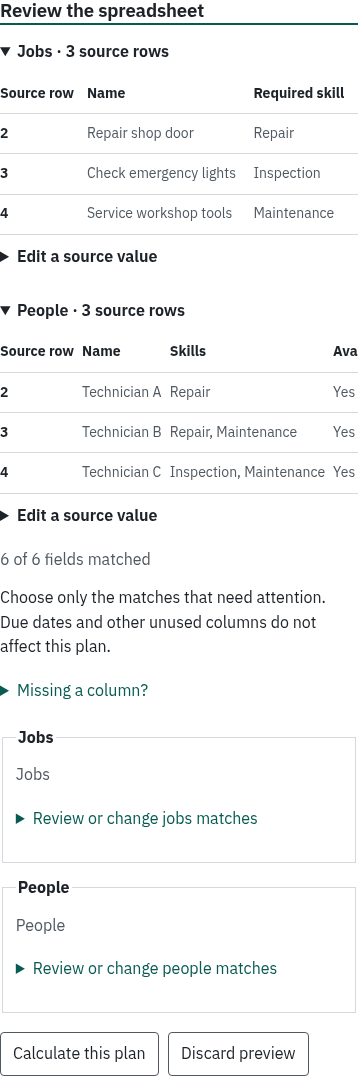 Review the spreadsheet
Jobs · 3 source rows
Source row Name Required skill
2 Repair shop door Repair
3 Check emergency lights Inspection
4 Service workshop tools Maintenance
Edit a source value
People · 3 source rows
Source row Name Skills Ava
2 Technician A Repair Yes
3 Technician B Repair, Maintenance Yes
4 Technician C Inspection, Maintenance Yes
Edit a source value
6 of 6 fields matched
Choose only the matches that need attention.
Due dates and other unused columns do not
affect this plan.
Missing a column?
Jobs
Jobs
Review or change jobs matches
People
People
Review or change people matches
Calculate this plan Discard preview